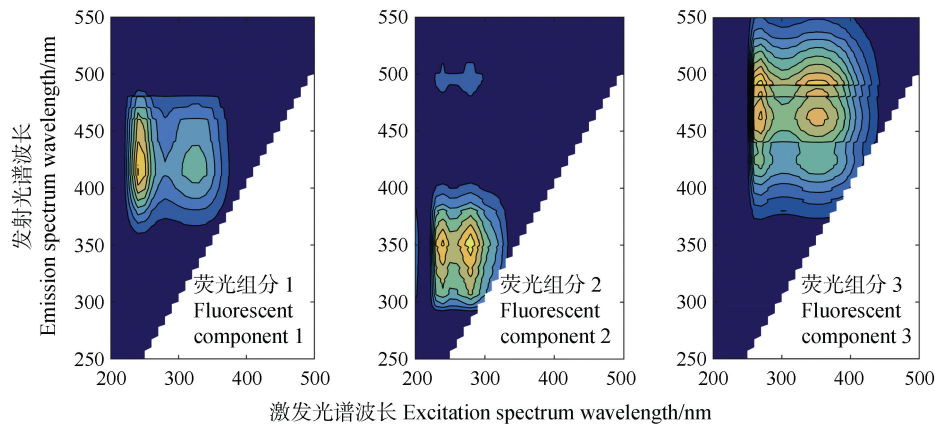 发射光谱波长
Emission spectrum wavelength/nm
550
500
450
400
350
300
250
200
300
400
500
荧光组分 1
Fluorescent
component 1
550
500
450
400
350
300
250
200
300
400
500
荧光组分 2
Fluorescent
component 2
550
500
450
400
350
300
250
200
300
400
500
荧光组分 3
Fluorescent
component 3
激发光谱波长 Excitation spectrum wavelength/nm